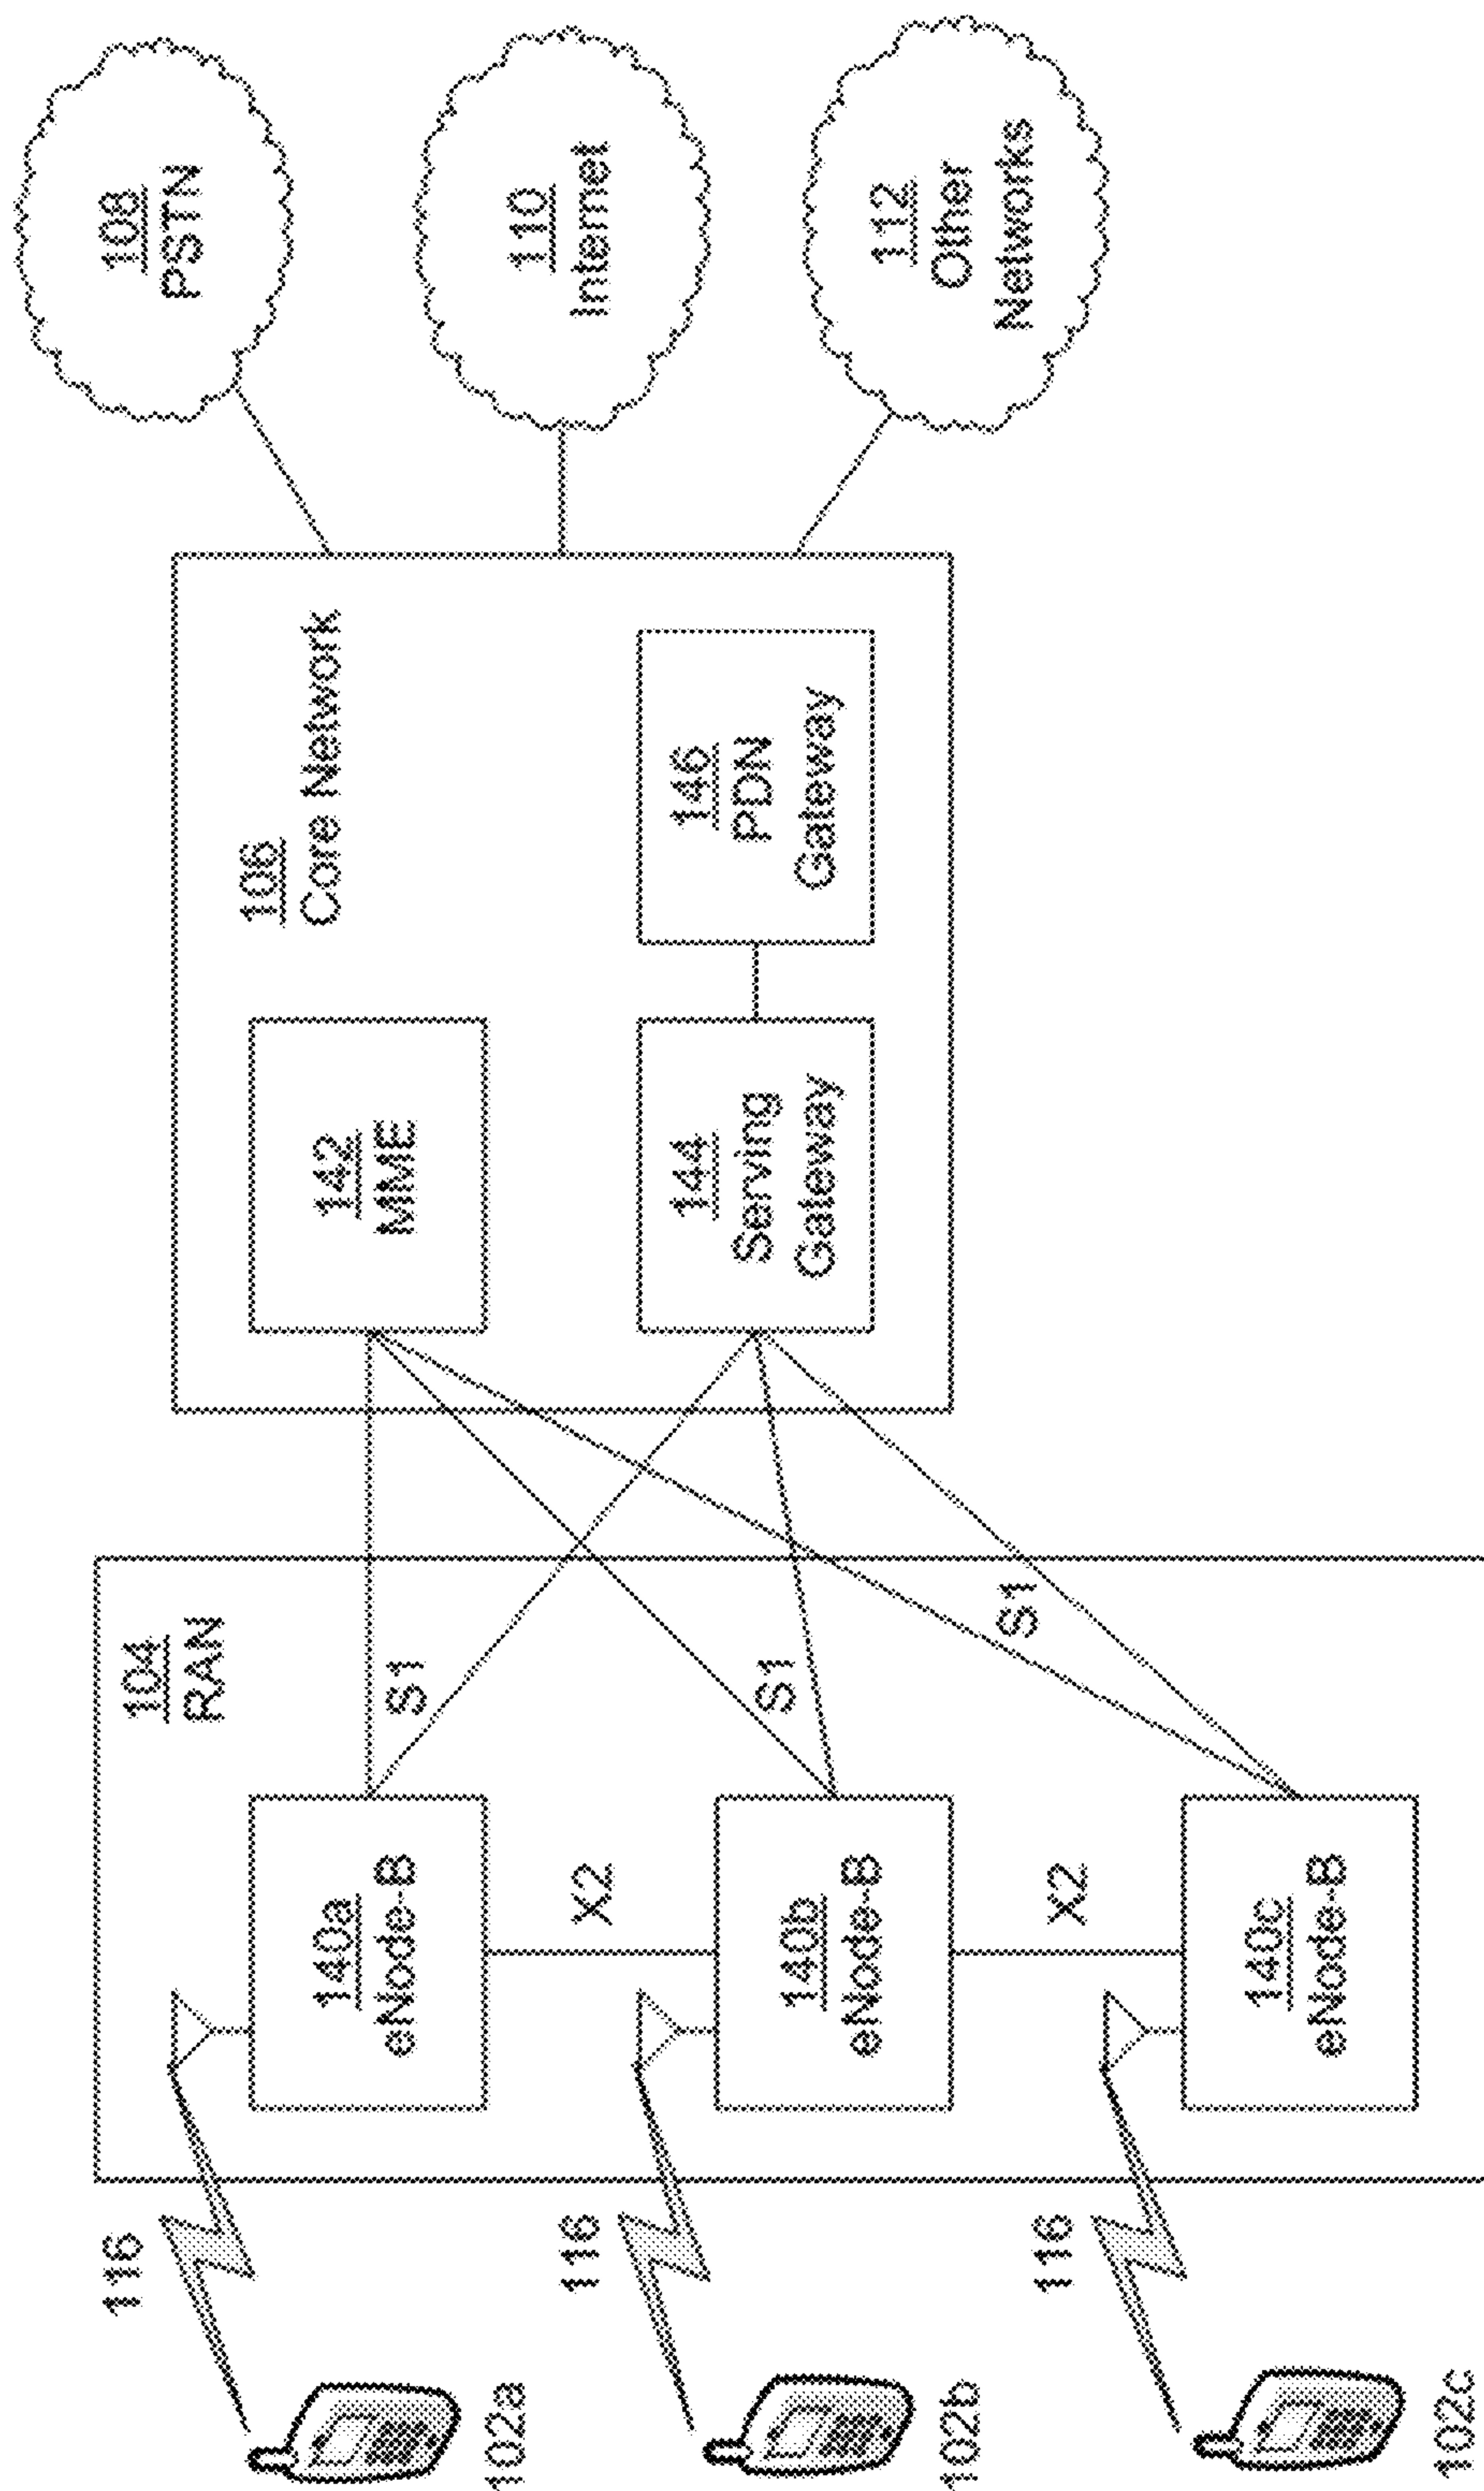 102a
102b
102c
116
116
116
104
RAN
140a
eNode-B
140b
eNode-B
140c
eNode-B
X2
X2
S1
S1
S1
106
Core Network
142
MME
144
Serving
Gateway
146
PDN
Gateway
108
PSTN
110
Internet
112
Other
Networks